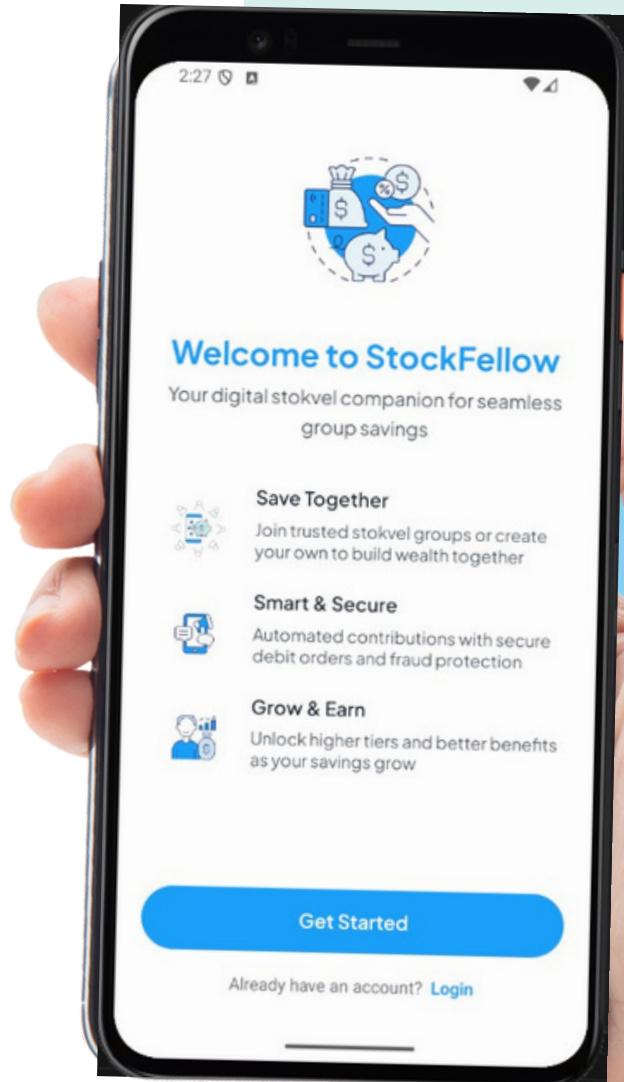 2:27
Welcome to StockFellow
Your digital stokvel companion for seamless
group savings
Save Together
Join trusted stokvel groups or create
your own to build wealth together
Smart & Secure
Automated contributions with secure
debit orders and fraud protection
Grow & Earn
Unlock higher tiers and better benefits
as your savings grow
Get Started
Already have an account? Login